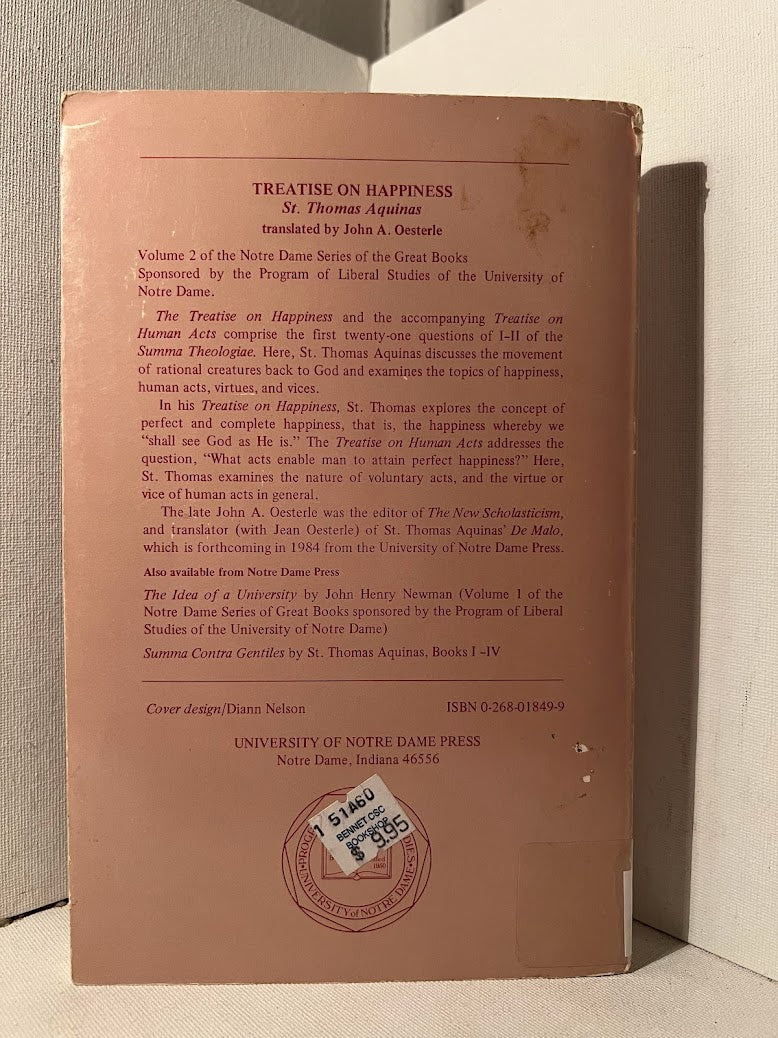 TREATISE ON HAPPINESS
St. Thomas Aquinas
translated by John A. Oesterle
Volume 2 of the Notre Dame Series of the Great Books
Sponsored by the Program of Liberal Studies of the University of
Notre Dame.
The Treatise on Happiness and the accompanying Treatise on
Human Acts comprise the first twenty-one questions of I–II of the
Summa Theologiae. Here, St. Thomas Aquinas discusses the movement
of rational creatures back to God and examines the topics of happiness,
human acts, virtues, and vices.
In his Treatise on Happiness, St. Thomas explores the concept of
perfect and complete happiness, that is, the happiness whereby we
“shall see God as He is.” The Treatise on Human Acts addresses the
question, “What acts enable man to attain perfect happiness?” Here,
St. Thomas examines the nature of voluntary acts, and the virtue or
vice of human acts in general.
The late John A. Oesterle was the editor of The New Scholasticism,
and translator (with Jean Oesterle) of St. Thomas Aquinas' De Malo,
which is forthcoming in 1984 from the University of Notre Dame Press.
Also available from Notre Dame Press
The Idea of a University by John Henry Newman (Volume 1 of the
Notre Dame Series of Great Books sponsored by the Program of Liberal
Studies of the University of Notre Dame)
Summa Contra Gentiles by St. Thomas Aquinas, Books I –IV
Cover design/Diann Nelson ISBN 0-268-01849-9
UNIVERSITY OF NOTRE DAME PRESS
Notre Dame, Indiana 46556
1 51A60
BENNET CSC
BOOKSHOP
$ 9.95
UNIVERSITY of NOTRE DAME